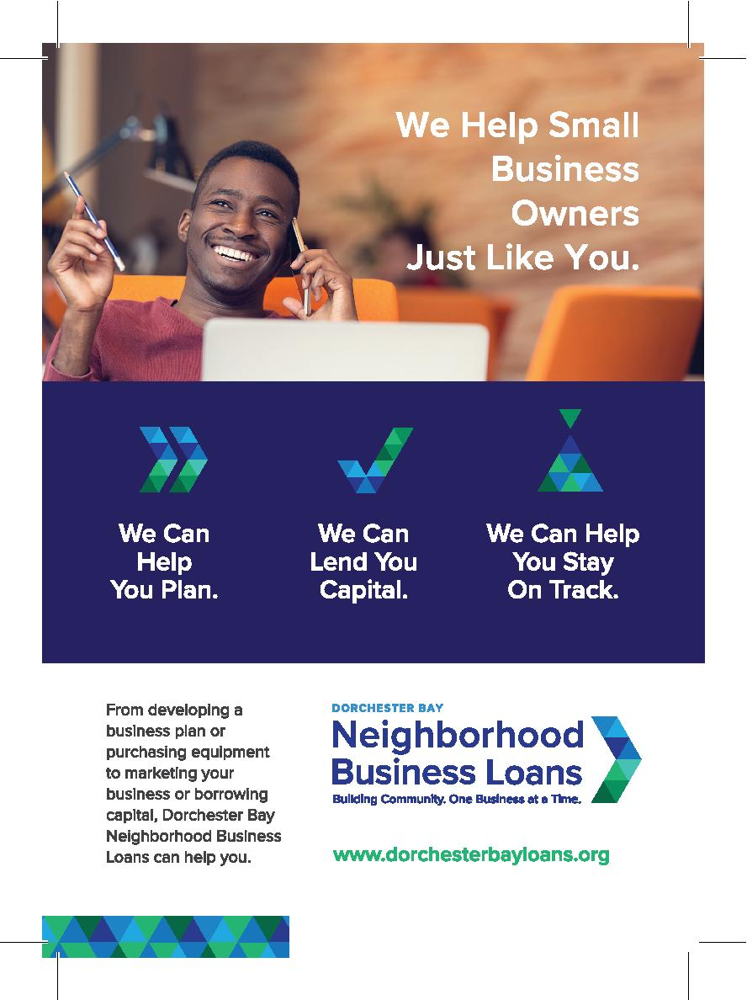 We Help Small
Business
Owners
Just Like You.
We Can
Help
You Plan.
We Can
Lend You
Capital.
We Can Help
You Stay
On Track.
From developing a
business plan or
purchasing equipment
to marketing your
business or borrowing
capital, Dorchester Bay
Neighborhood Business
Loans can help you.
DORCHESTER BAY
Neighborhood
Business Loans
Building Community. One Business at a Time.
www.dorchesterbayloans.org